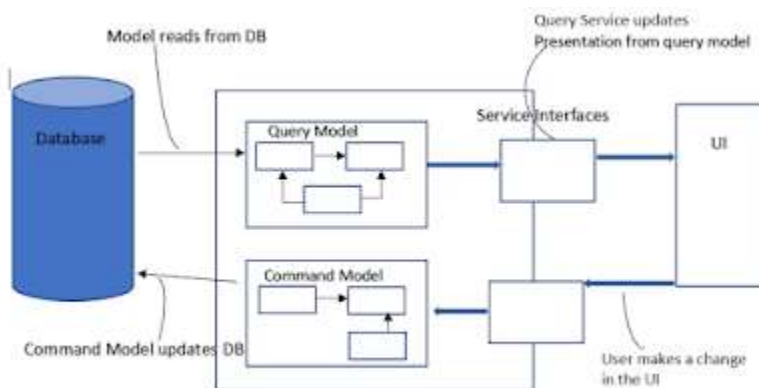 Query Service updates
Presentation from query model
Model reads from DB
Database
Service Interfaces
Query Model
UI
Command Model
Command Model updates DB
User makes a change
in the UI